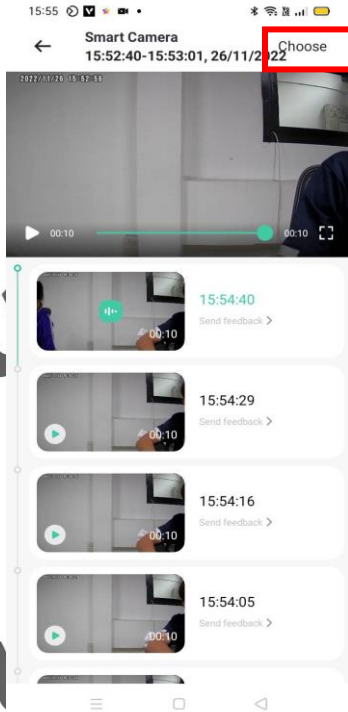 15:55
Smart Camera
15:52:40-15:53:01, 26/11/2022
Choose
2022/11/26 15:52:56
00:10
00:10
15:54:40
Send feedback >
00:10
15:54:29
Send feedback >
00:10
15:54:16
Send feedback >
00:10
15:54:05
Send feedback >
00:10